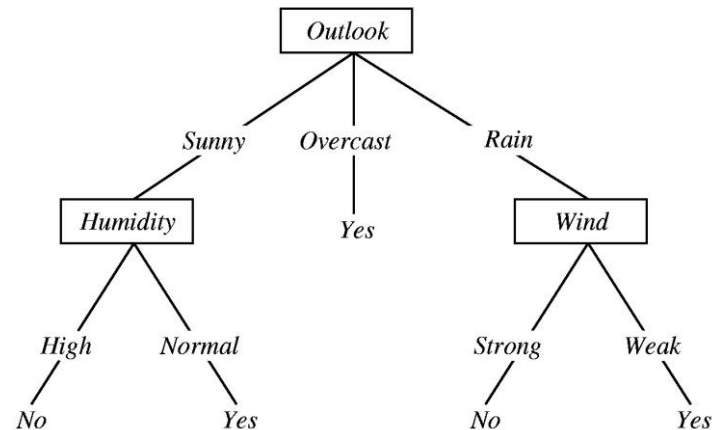 Outlook
Sunny Overcast Rain
Humidity Yes Wind
High Normal Strong Weak
No Yes No Yes